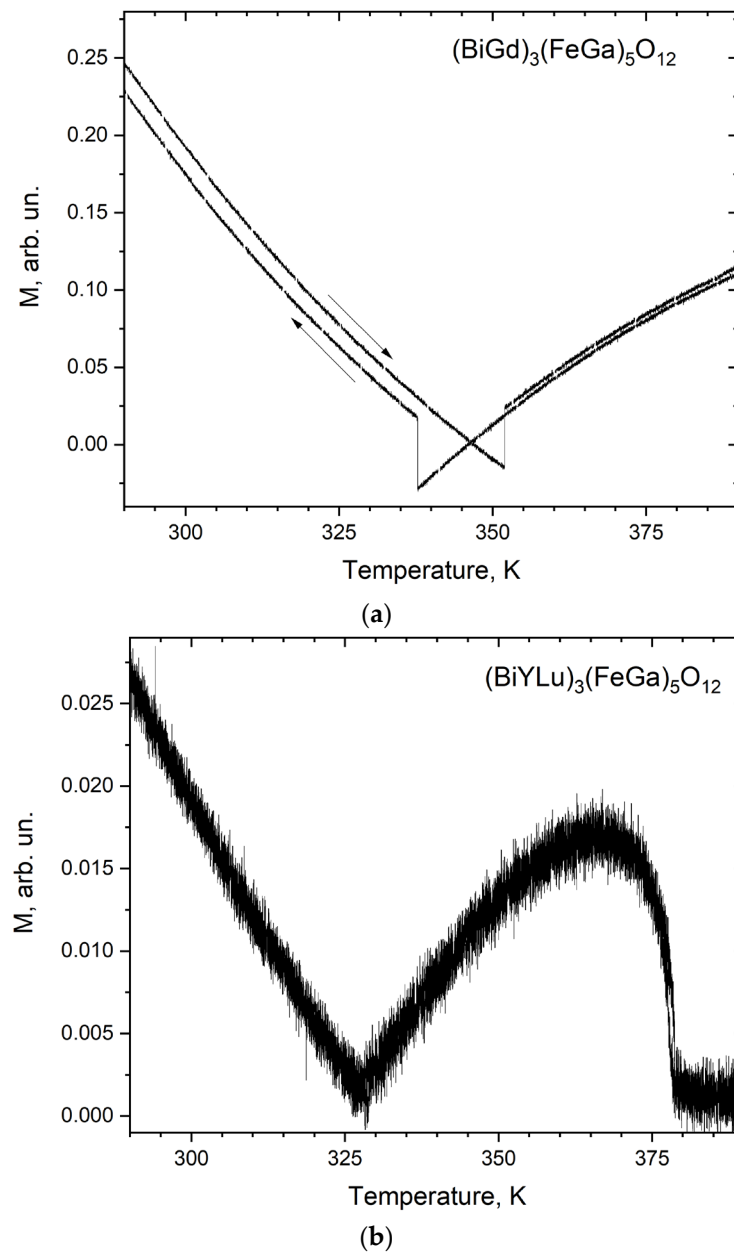 (BiGd)₃(FeGa)₅O₁₂
0.25
0.20
0.15
0.10
0.05
0.00
M, arb. un.
300 325 350 375
Temperature, K
(a)
(BiYLu)₃(FeGa)₅O₁₂
0.025
0.020
0.015
0.010
0.005
0.000
M, arb. un.
300 325 350 375
Temperature, K
(b)